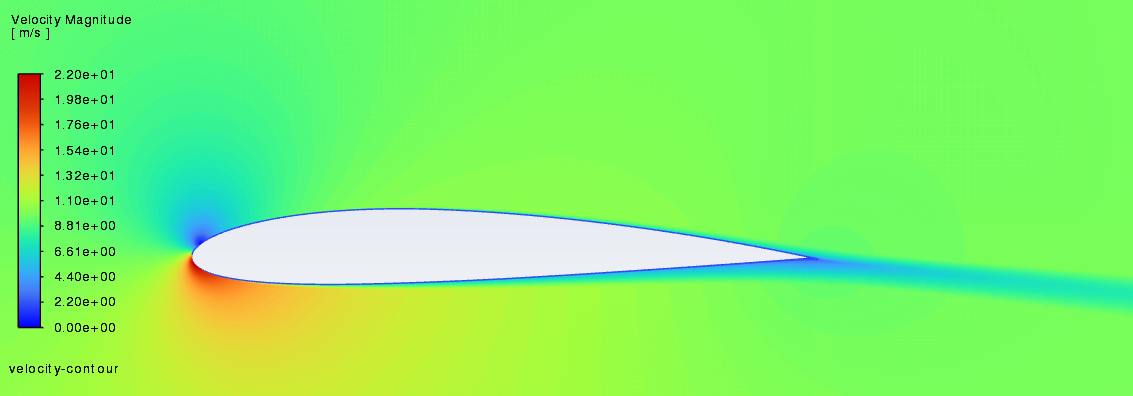 Velocity Magnitude
[ m/s ]
2.20e+01
1.98e+01
1.76e+01
1.54e+01
1.32e+01
1.10e+01
8.81e+00
6.61e+00
4.40e+00
2.20e+00
0.00e+00
velocity-contour